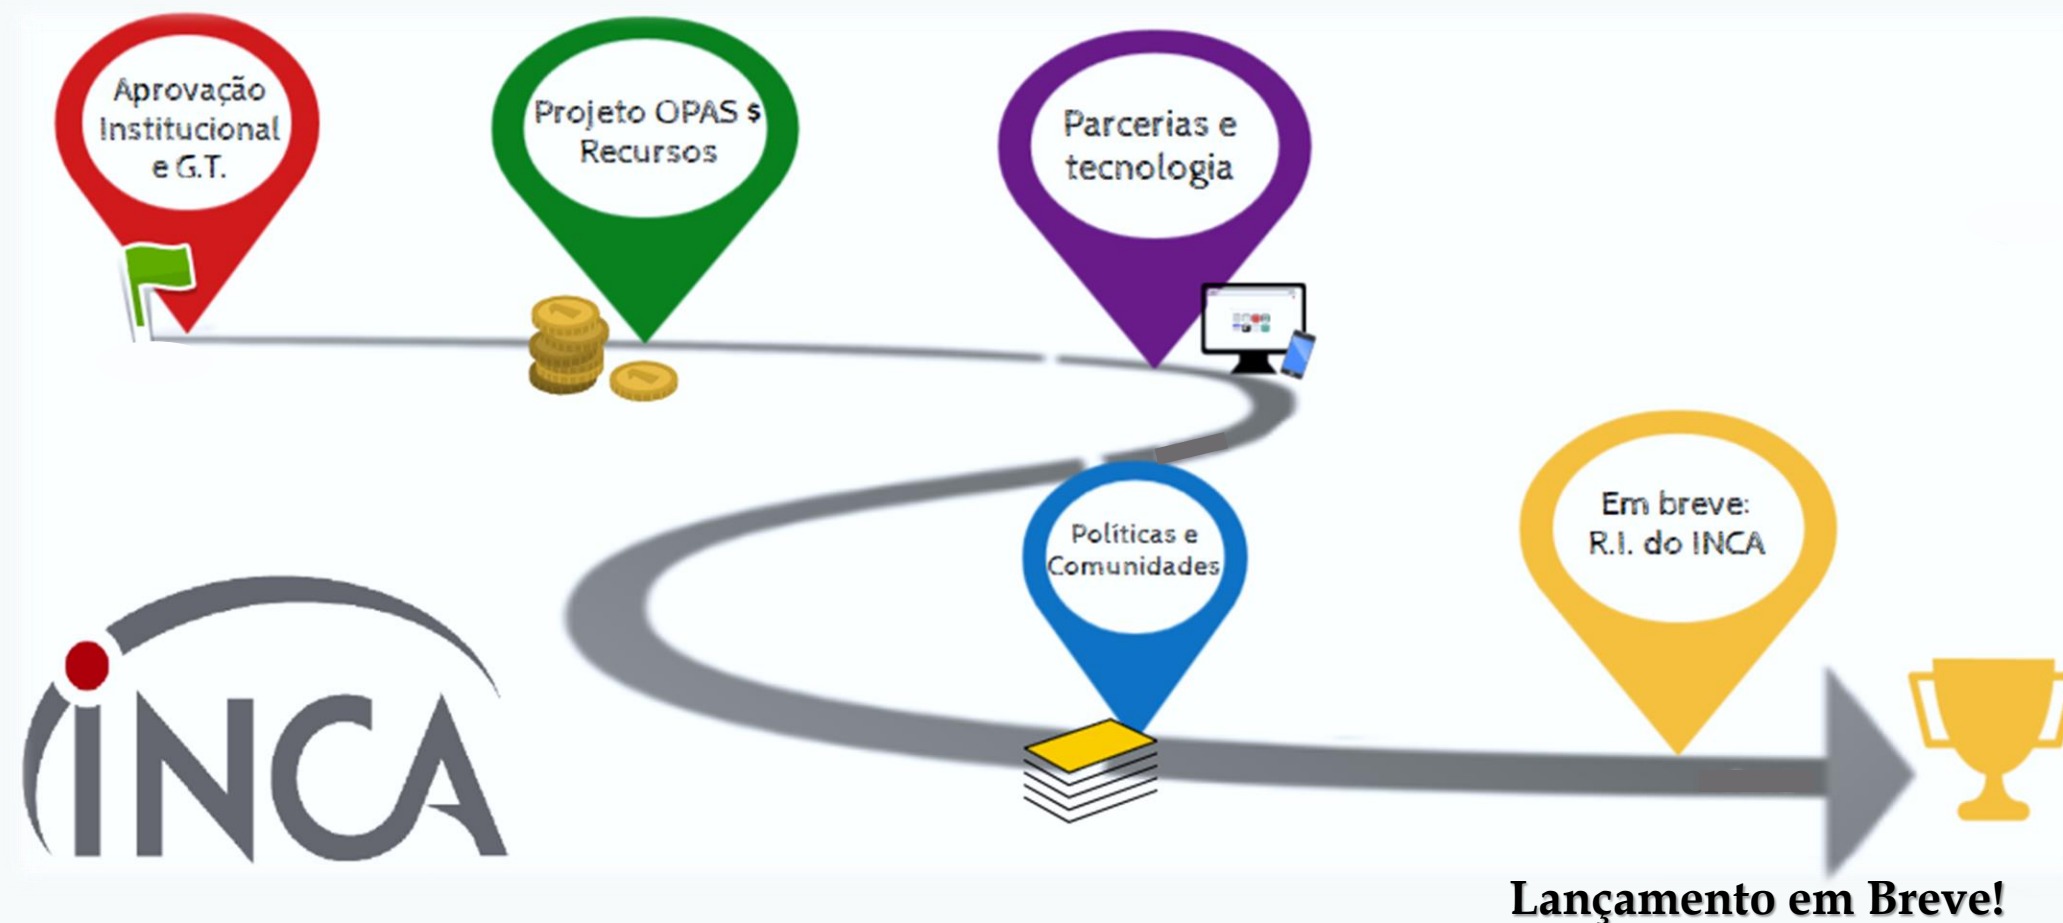 Aprovação
Institucional
e G.T.
Projeto OPAS $
Recursos
Parcerias e
tecnologia
Políticas e
Comunidades
Em breve:
R.I. do INCA
iNCA
Lançamento em Breve!